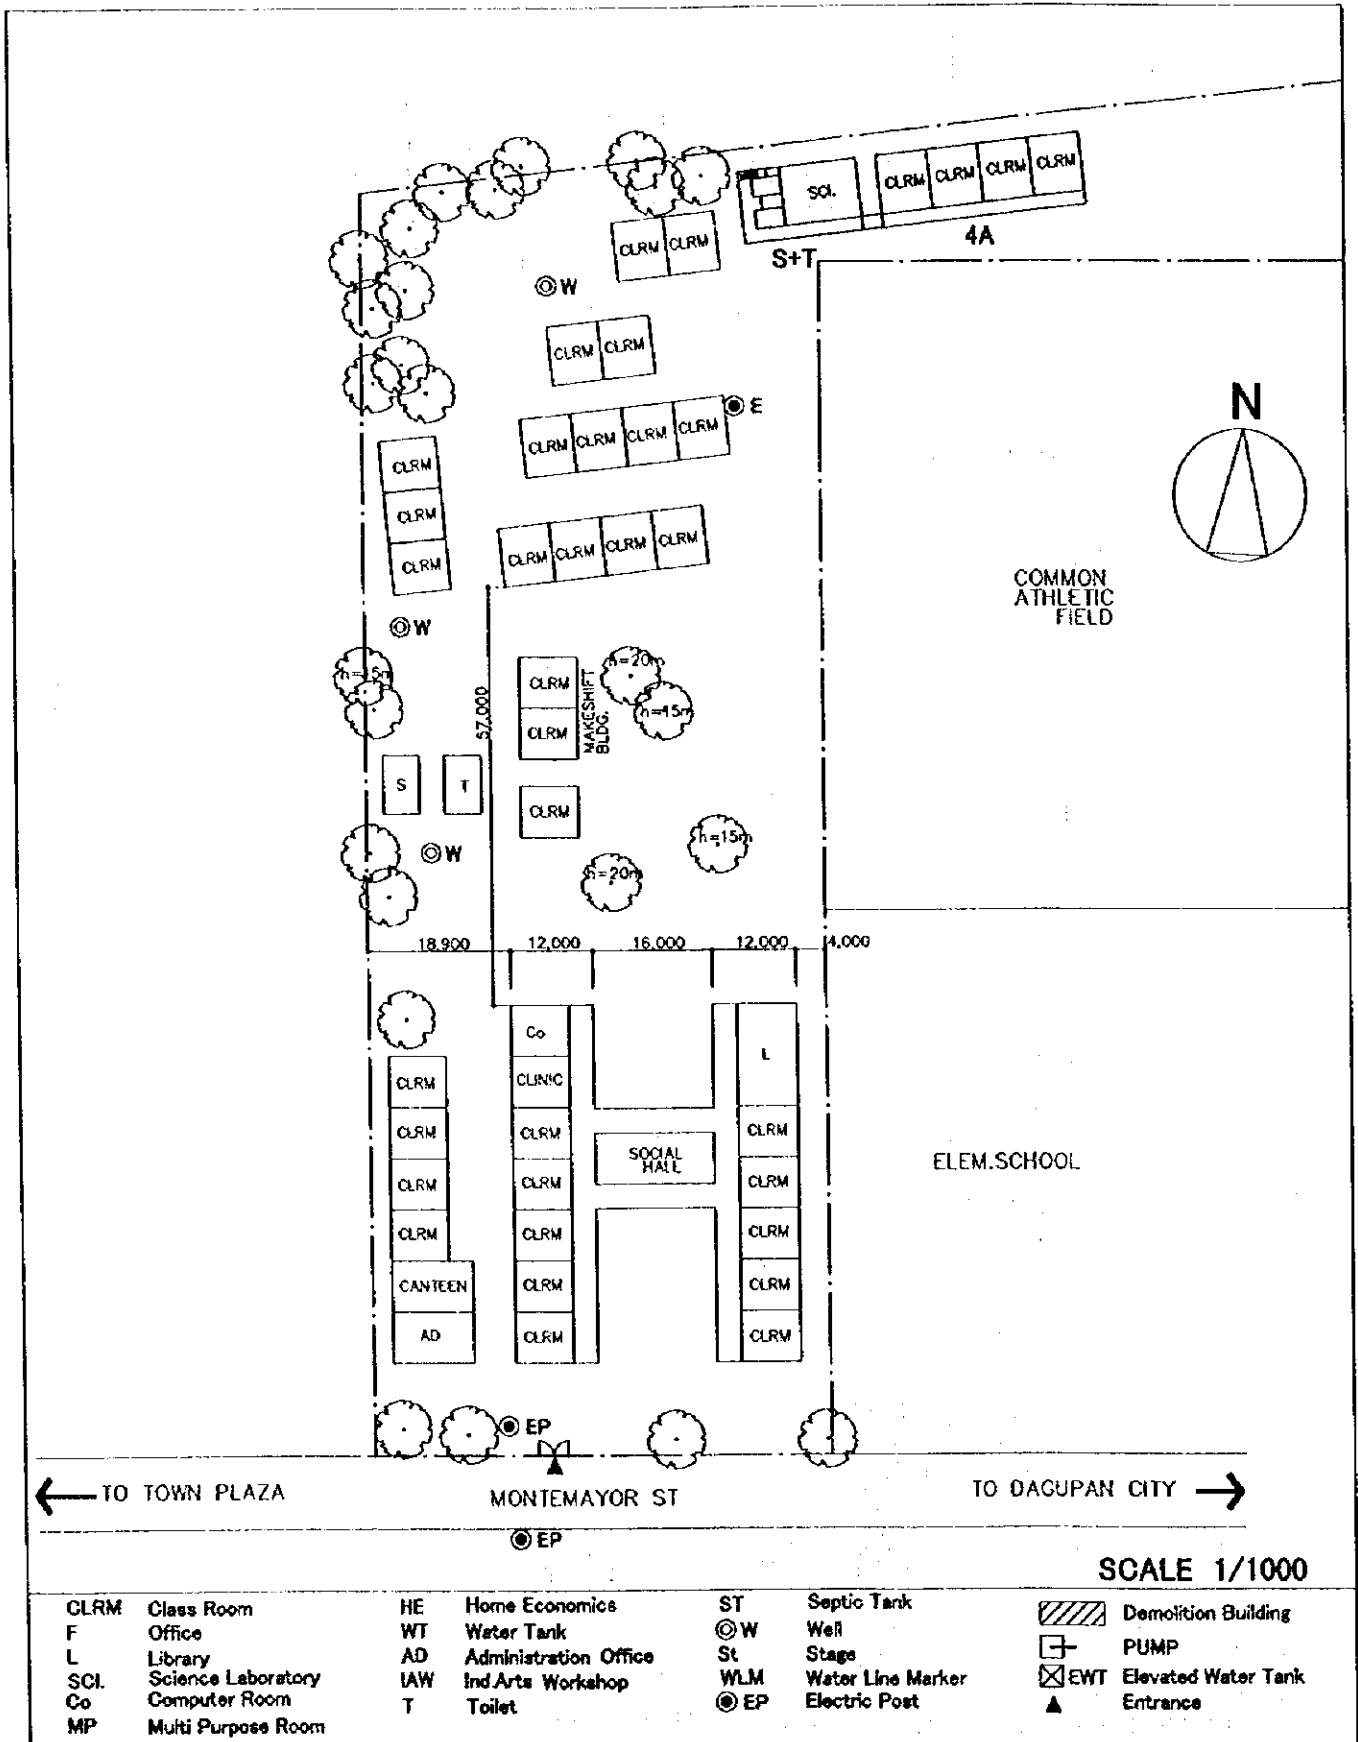 SCI.
CLRM CLRM CLRM CLRM
4A
S+T
CLRM CLRM
W
CLRM CLRM
E
CLRM CLRM CLRM CLRM
N
CLRM
CLRM
CLRM
CLRM CLRM CLRM CLRM
COMMON
ATHLETIC
FIELD
W
h=20m
h=15m
CLRM
CLRM
MAKESHIFT
BLDG.
57.000
S
T
CLRM
h=15m
W
h=20m
18.900 12,000 16.000 12.000 4,000
Co
L
CLINIC
CLRM
CLRM
CLRM
CLRM
CLRM
CLRM
CLRM
CLRM
CLRM
SOCIAL
HALL
CLRM
CLRM
CLRM
CLRM
CLRM
ELEM.SCHOOL
CANTEEN
AD
EP
TO TOWN PLAZA
MONTEMAYOR ST
TO DAGUPAN CITY
EP
SCALE 1/1000
CLRM Class Room
F Office
L Library
SCI. Science Laboratory
Co Computer Room
MP Multi Purpose Room
HE Home Economics
WT Water Tank
AD Administration Office
IAW Ind.Arts Workshop
T Toilet
ST Septic Tank
W Well
St Stage
WLM Water Line Marker
EP Electric Post
Demolition Building
PUMP
EWT Elevated Water Tank
Entrance